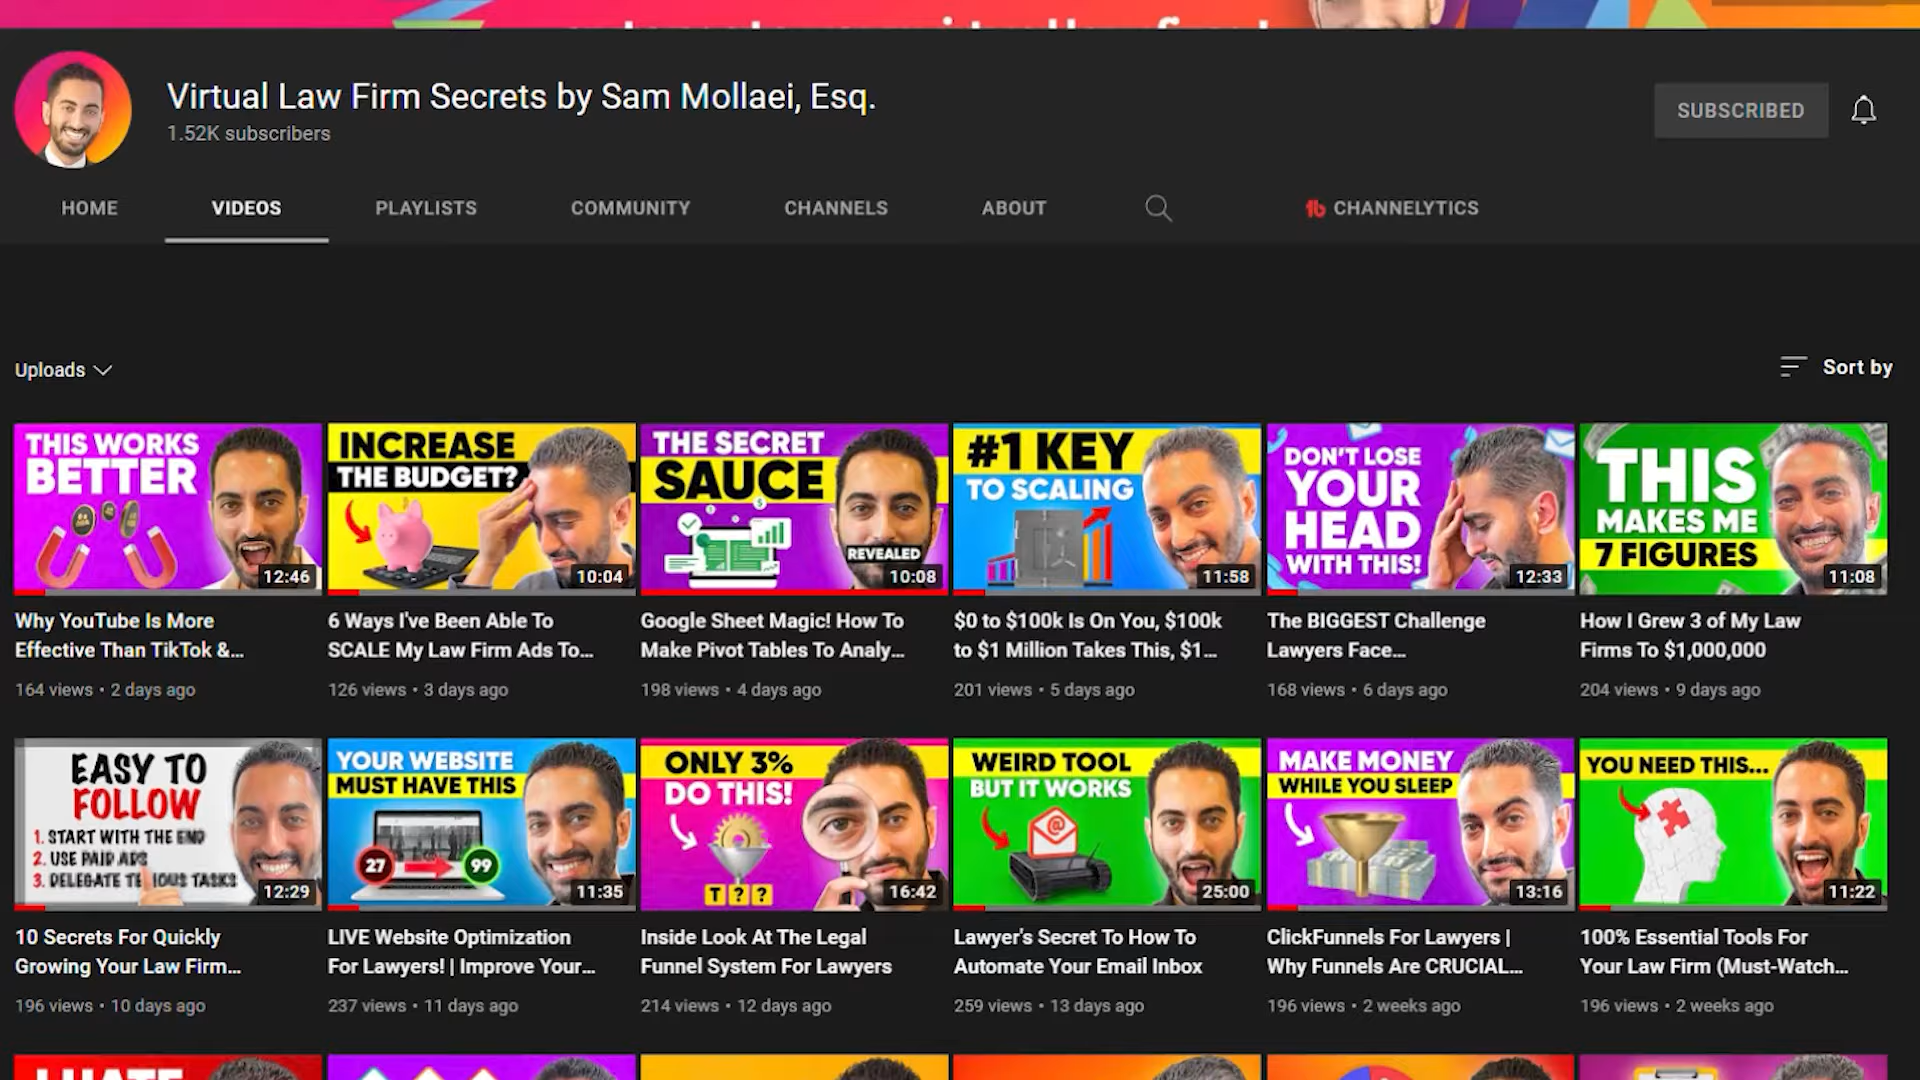 Virtual Law Firm Secrets by Sam Mollaei, Esq.
1.52K subscribers
SUBSCRIBED
HOME
VIDEOS
PLAYLISTS
COMMUNITY
CHANNELS
ABOUT
CHANNELYTICS
Uploads
Sort by
THIS WORKS
BETTER
12:46
INCREASE
THE BUDGET?
10:04
THE SECRET
SAUCE
REVEALED
10:08
#1 KEY
TO SCALING
11:58
DON'T LOSE
YOUR
HEAD
WITH THIS!
12:33
THIS
MAKES ME
7 FIGURES
11:08
Why YouTube Is More
Effective Than TikTok &...
164 views • 2 days ago
6 Ways I've Been Able To
SCALE My Law Firm Ads To...
126 views • 3 days ago
Google Sheet Magic! How To
Make Pivot Tables To Analy...
198 views • 4 days ago
$0 to $100k Is On You, $100k
to $1 Million Takes This, $1...
201 views • 5 days ago
The BIGGEST Challenge
Lawyers Face...
168 views • 6 days ago
How I Grew 3 of My Law
Firms To $1,000,000
204 views • 9 days ago
EASY TO
FOLLOW
1. START WITH THE END
2. USE PAID ADS
3. DELEGATE TE IOUS TASKS
12:29
YOUR WEBSITE
MUST HAVE THIS
27
99
11:35
ONLY 3%
DO THIS!
T ? ?
16:42
WEIRD TOOL
BUT IT WORKS
@
25:00
MAKE MONEY
WHILE YOU SLEEP
13:16
YOU NEED THIS...
11:22
10 Secrets For Quickly
Growing Your Law Firm...
196 views • 10 days ago
LIVE Website Optimization
For Lawyers! | Improve Your...
237 views • 11 days ago
Inside Look At The Legal
Funnel System For Lawyers
214 views • 12 days ago
Lawyer's Secret To How To
Automate Your Email Inbox
259 views • 13 days ago
ClickFunnels For Lawyers |
Why Funnels Are CRUCIAL...
196 views • 2 weeks ago
100% Essential Tools For
Your Law Firm (Must-Watch...
196 views • 2 weeks ago
I HATE